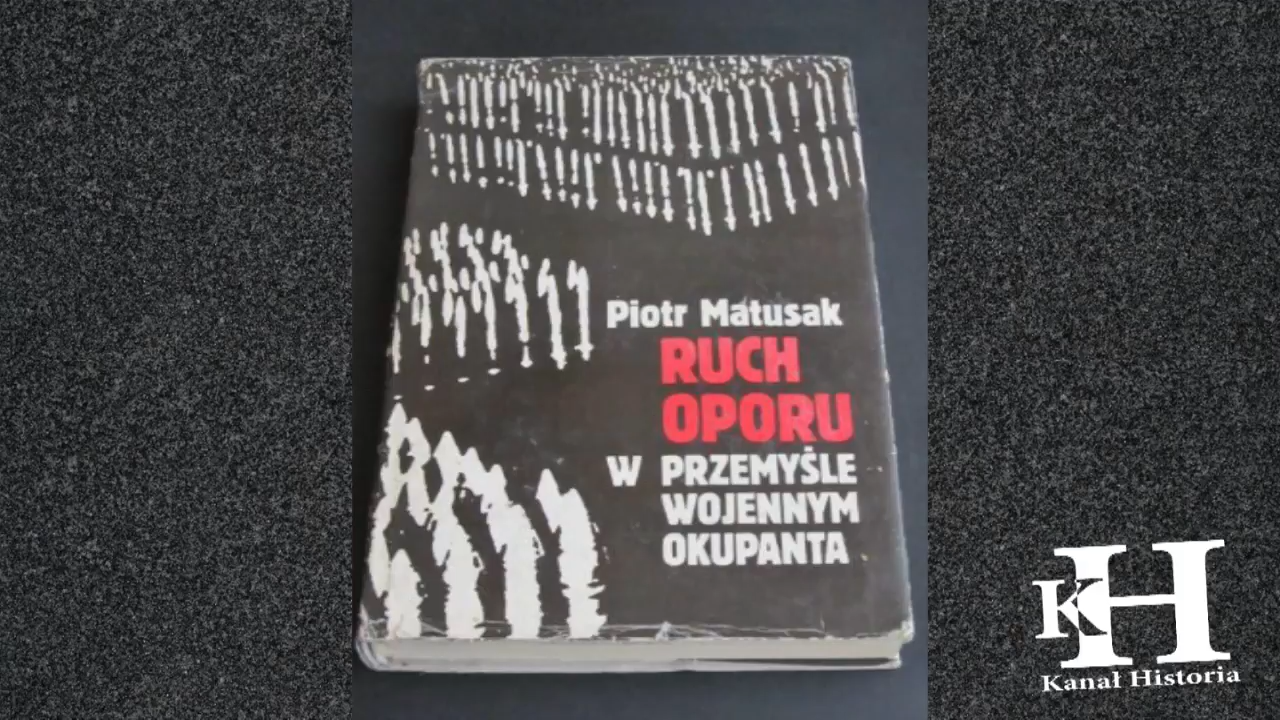 Piotr Matusak
RUCH
OPORU
W PRZEMYŚLE
WOJENNYM
OKUPANTA
KH
Kanał Historia